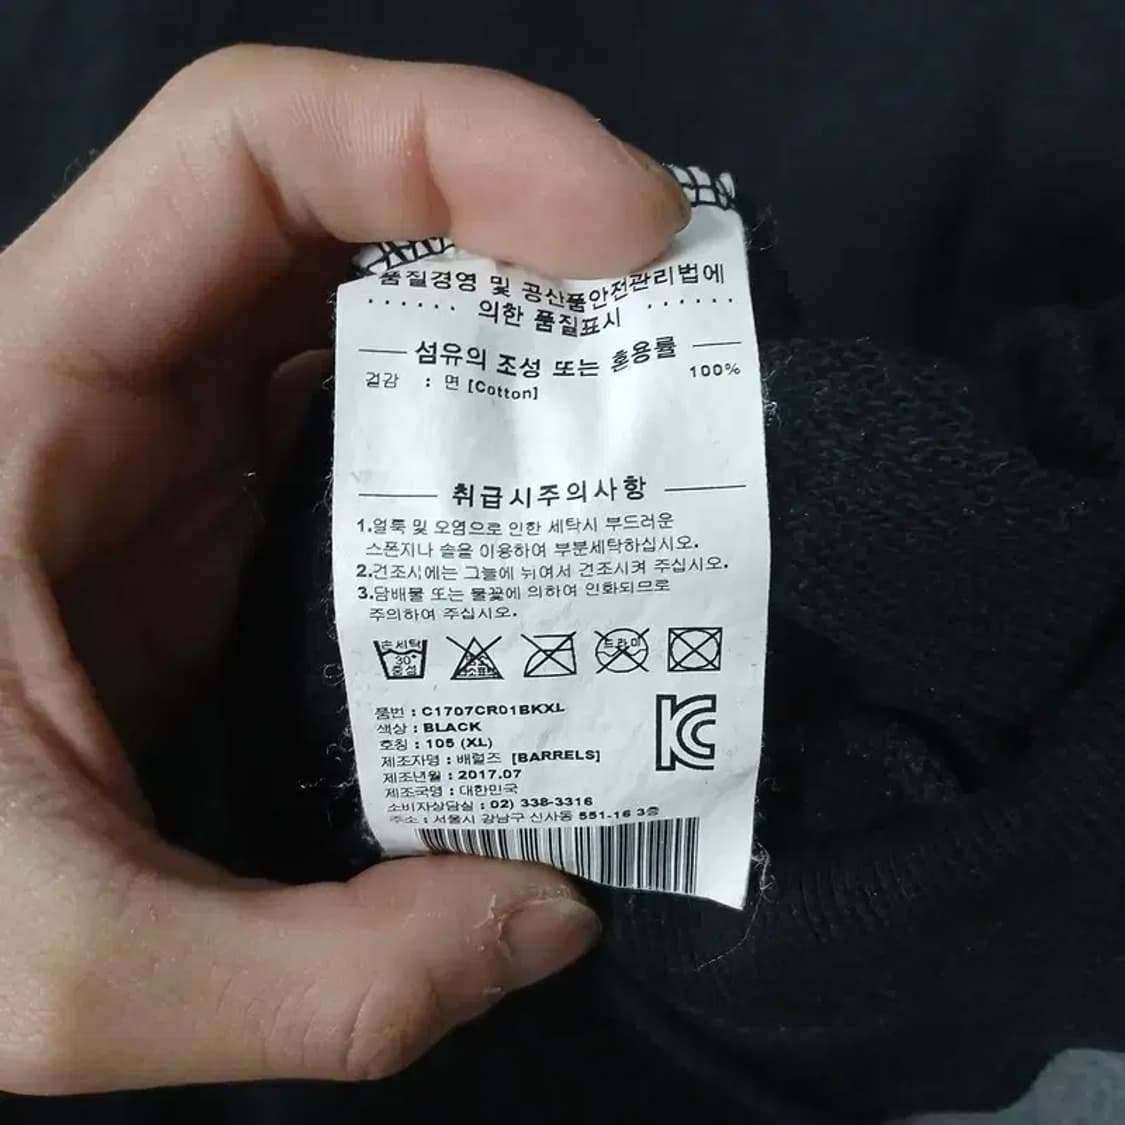 품질경영 및 공산품안전관리법에
의한 품질표시
섬유의 조성 또는 혼용률
겉감 : 면 [Cotton] 100%
취급시주의사항
1.얼룩 및 오염으로 인한 세탁시 부드러운
스폰지나 솔을 이용하여 부분세탁하십시오.
2.건조시에는 그늘에 뉘여서 건조시켜 주십시오.
3.담배불 또는 불꽃에 의하여 인화되므로
주의하여 주십시오.
손세탁 30° 중성
드라이
품번 : C1707CR01BKXL
색상 : BLACK
호칭 : 105 (XL)
제조자명 : 배럴즈 [BARRELS]
제조년월 : 2017.07
제조국명 : 대한민국
소비자상담실 : 02) 338-3316
주소 : 서울시 강남구 신사동 551-16 3층
KC